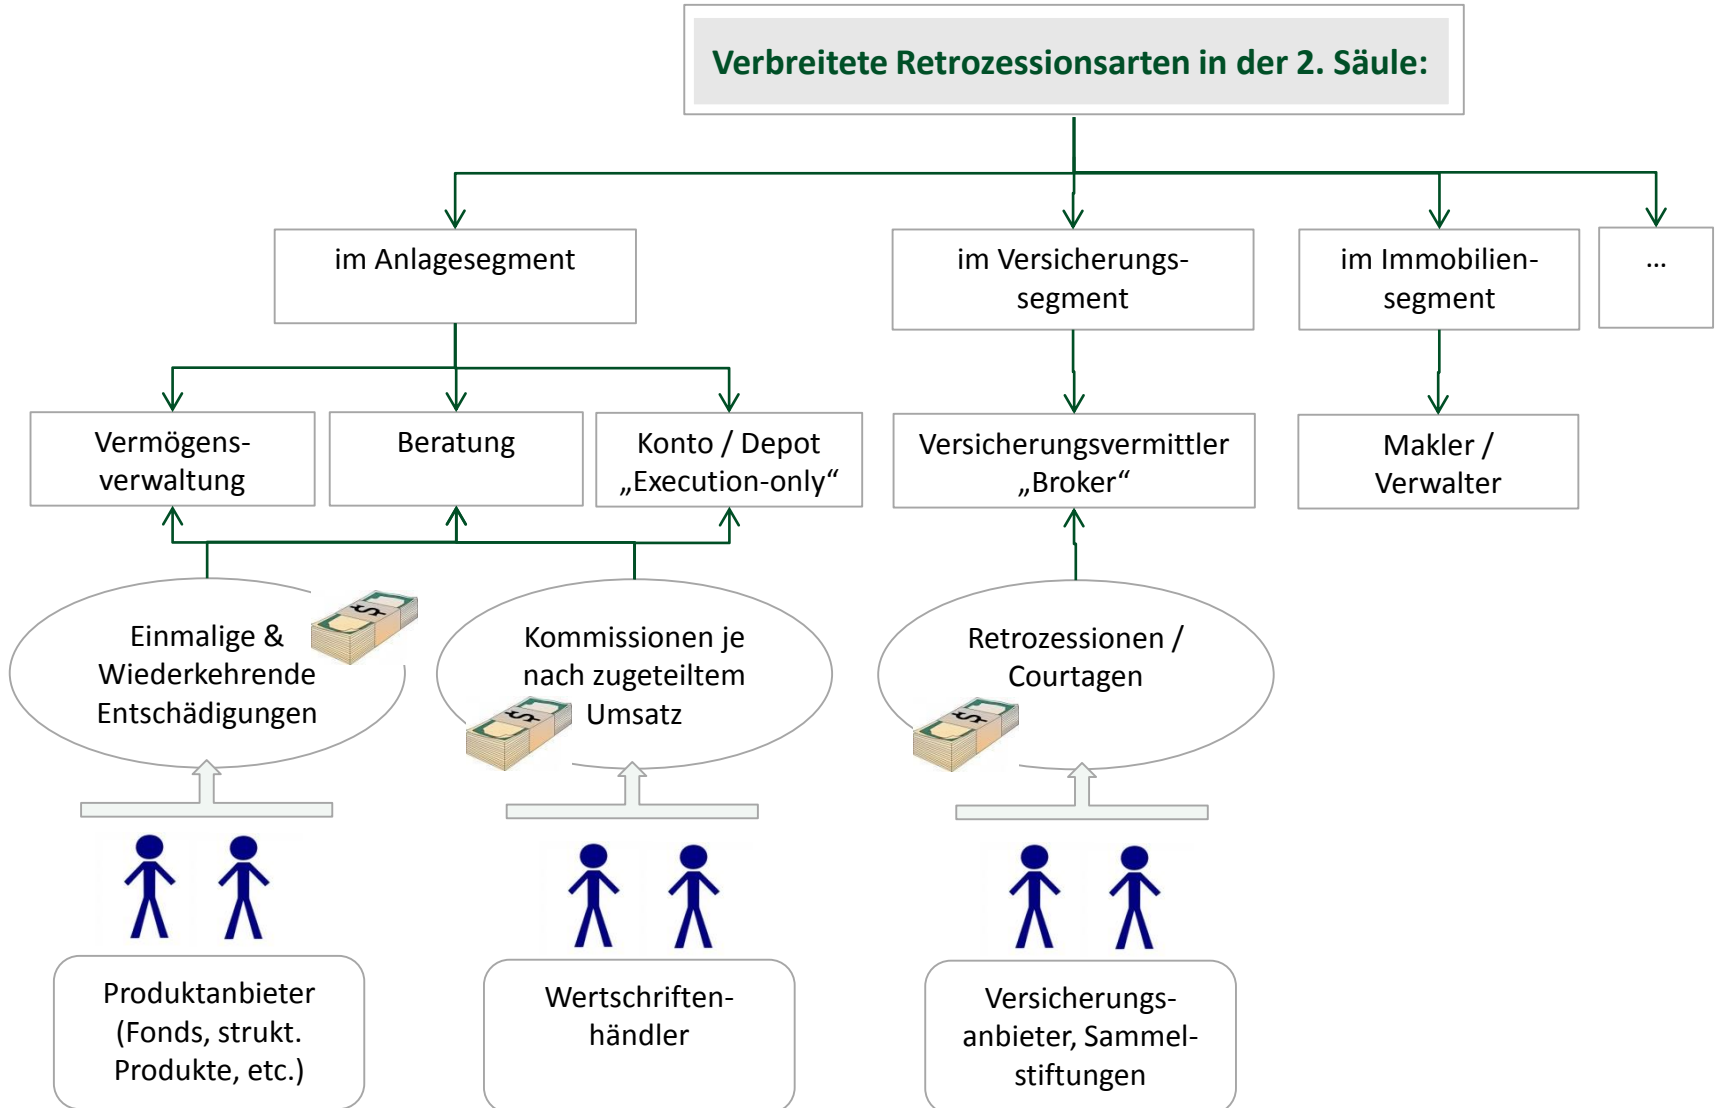 Verbreitete Retrozessionsarten in der 2. Säule:
im Anlagesegment
im Versicherungs-
segment
im Immobilien-
segment
...
Vermögens-
verwaltung
Beratung
Konto / Depot
„Execution-only“
Versicherungsvermittler
„Broker“
Makler /
Verwalter
Einmalige &
Wiederkehrende
Entschädigungen
$
Kommissionen je
nach zugeteiltem
Umsatz
$
Retrozessionen /
Courtagen
$
Produktanbieter
(Fonds, strukt.
Produkte, etc.)
Wertschriften-
händler
Versicherungs-
anbieter, Sammel-
stiftungen